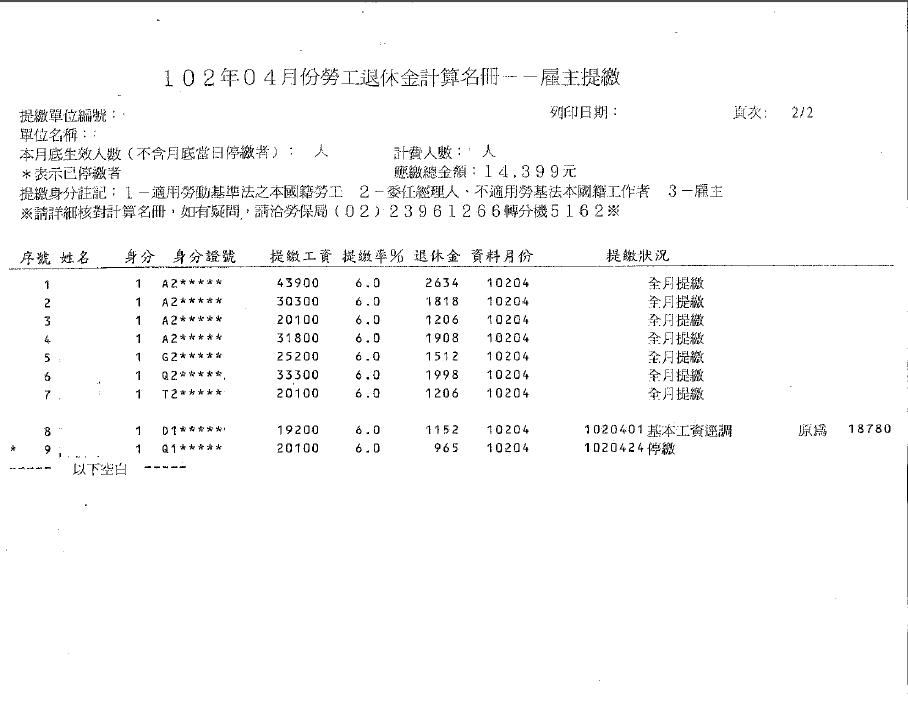 102年04月份勞工退休金計算名冊--雇主提繳
提繳單位編號: 列印日期: 頁次: 2/2
單位名稱:
本月底生效人數(不含月底當日停繳者): 人 計費人數: 人
*表示已停繳者 應繳總金額:14,399元
提繳身分註記:1-適用勞動基準法之本國籍勞工 2-委任經理人、不適用勞基法本國籍工作者 3-雇主
※請詳細核對計算名冊,如有疑問,請洽勞保局(02)23961266轉分機5162※
序號 姓名 身分 身分證號 提繳工資 提繳率% 退休金 資料月份 提繳狀況
1 1 A2***** 43900 6.0 2634 10204 全月提繳
2 1 A2***** 30300 6.0 1818 10204 全月提繳
3 1 A2***** 20100 6.0 1206 10204 全月提繳
4 1 A2***** 31800 6.0 1908 10204 全月提繳
5 1 G2***** 25200 6.0 1512 10204 全月提繳
6 1 Q2***** 33300 6.0 1998 10204 全月提繳
7 1 T2***** 20100 6.0 1206 10204 全月提繳
8 1 D1***** 19200 6.0 1152 10204 1020401基本工資逕調 原為 18780
* 9 1 Q1***** 20100 6.0 965 10204 1020424停繳
----- 以下空白 -----